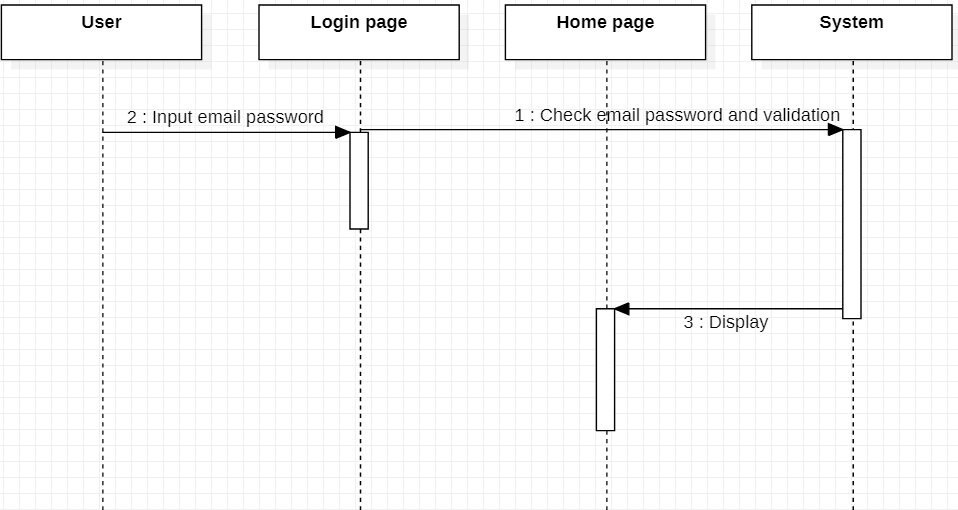 User
Login page
Home page
System
2 : Input email password
1 : Check email password and validation
3 : Display